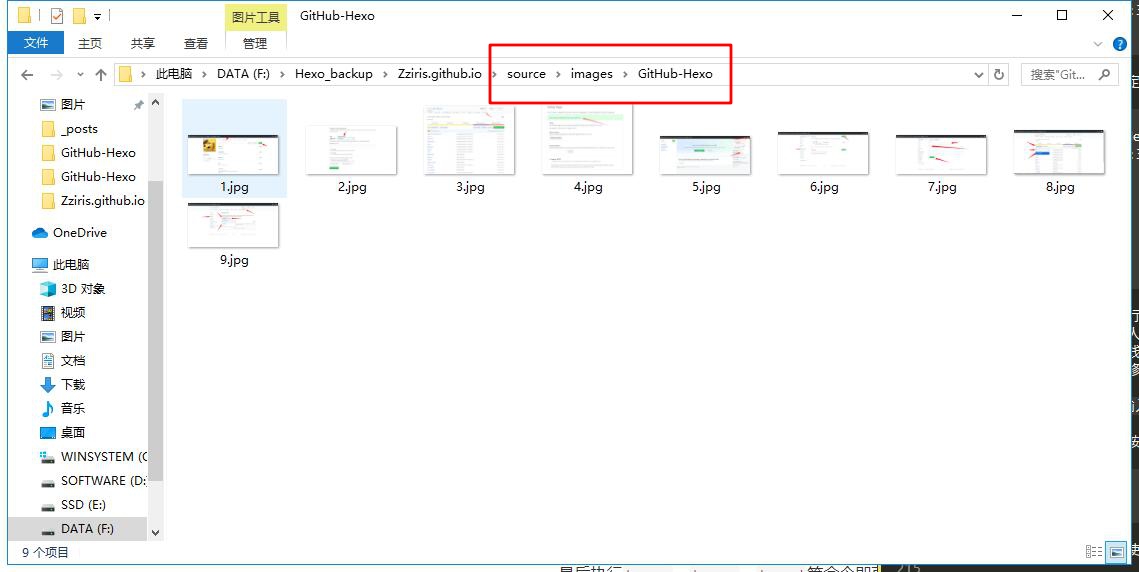 图片工具 GitHub-Hexo
文件 主页 共享 查看 管理
此电脑 DATA (F:) Hexo_backup Zziris.github.io source images GitHub-Hexo 搜索"Git...
图片
_posts
GitHub-Hexo
GitHub-Hexo
Zziris.github.io
OneDrive
此电脑
3D 对象
视频
图片
文档
下载
音乐
桌面
WINSYSTEM (C
SOFTWARE (D:
SSD (E:)
DATA (F:)
1.jpg 2.jpg 3.jpg 4.jpg 5.jpg 6.jpg 7.jpg 8.jpg
9.jpg
9 个项目